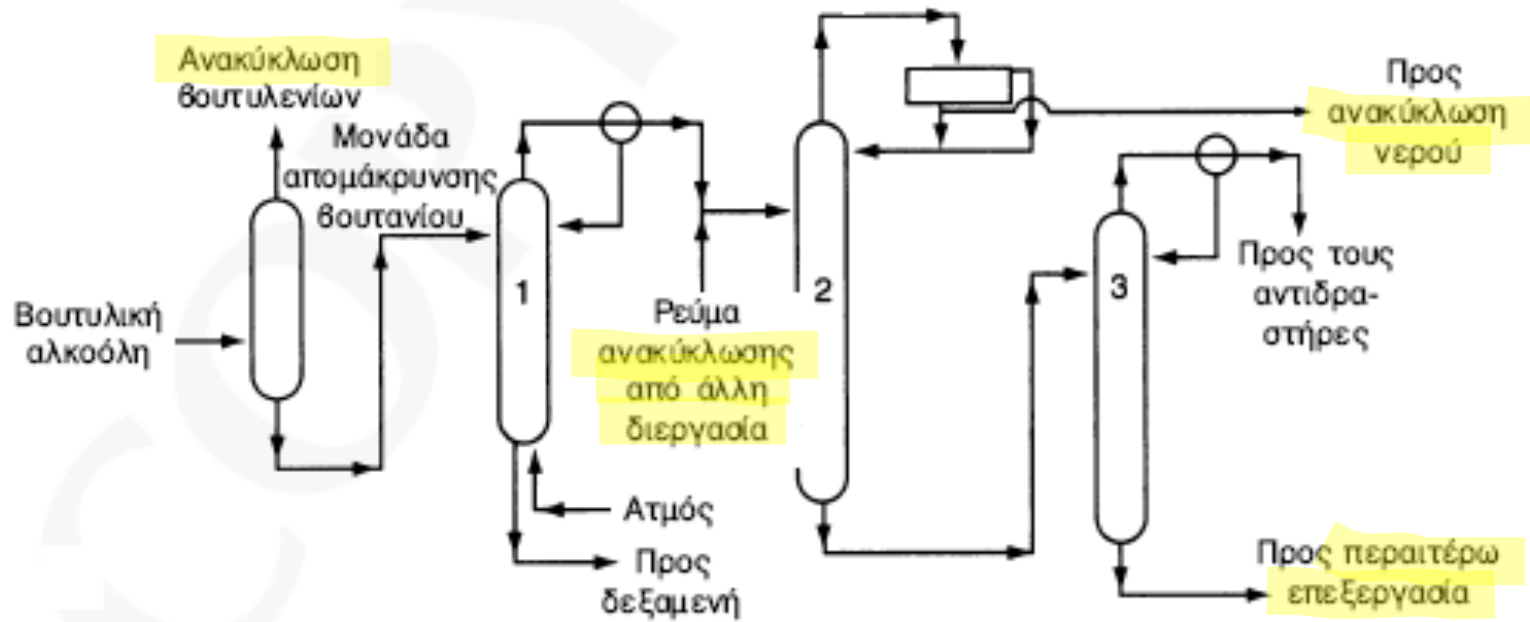 Ανακύκλωση
βουτυλενίων
Μονάδα
απομάκρυνσης
βουτανίου
Βουτυλική
αλκοόλη
1
Ατμός
Προς
δεξαμενή
Ρεύμα
ανακύκλωσης
από άλλη
διεργασία
2
Προς
ανακύκλωση
νερού
3
Προς τους
αντιδρα-
στήρες
Προς περαιτέρω
επεξεργασία